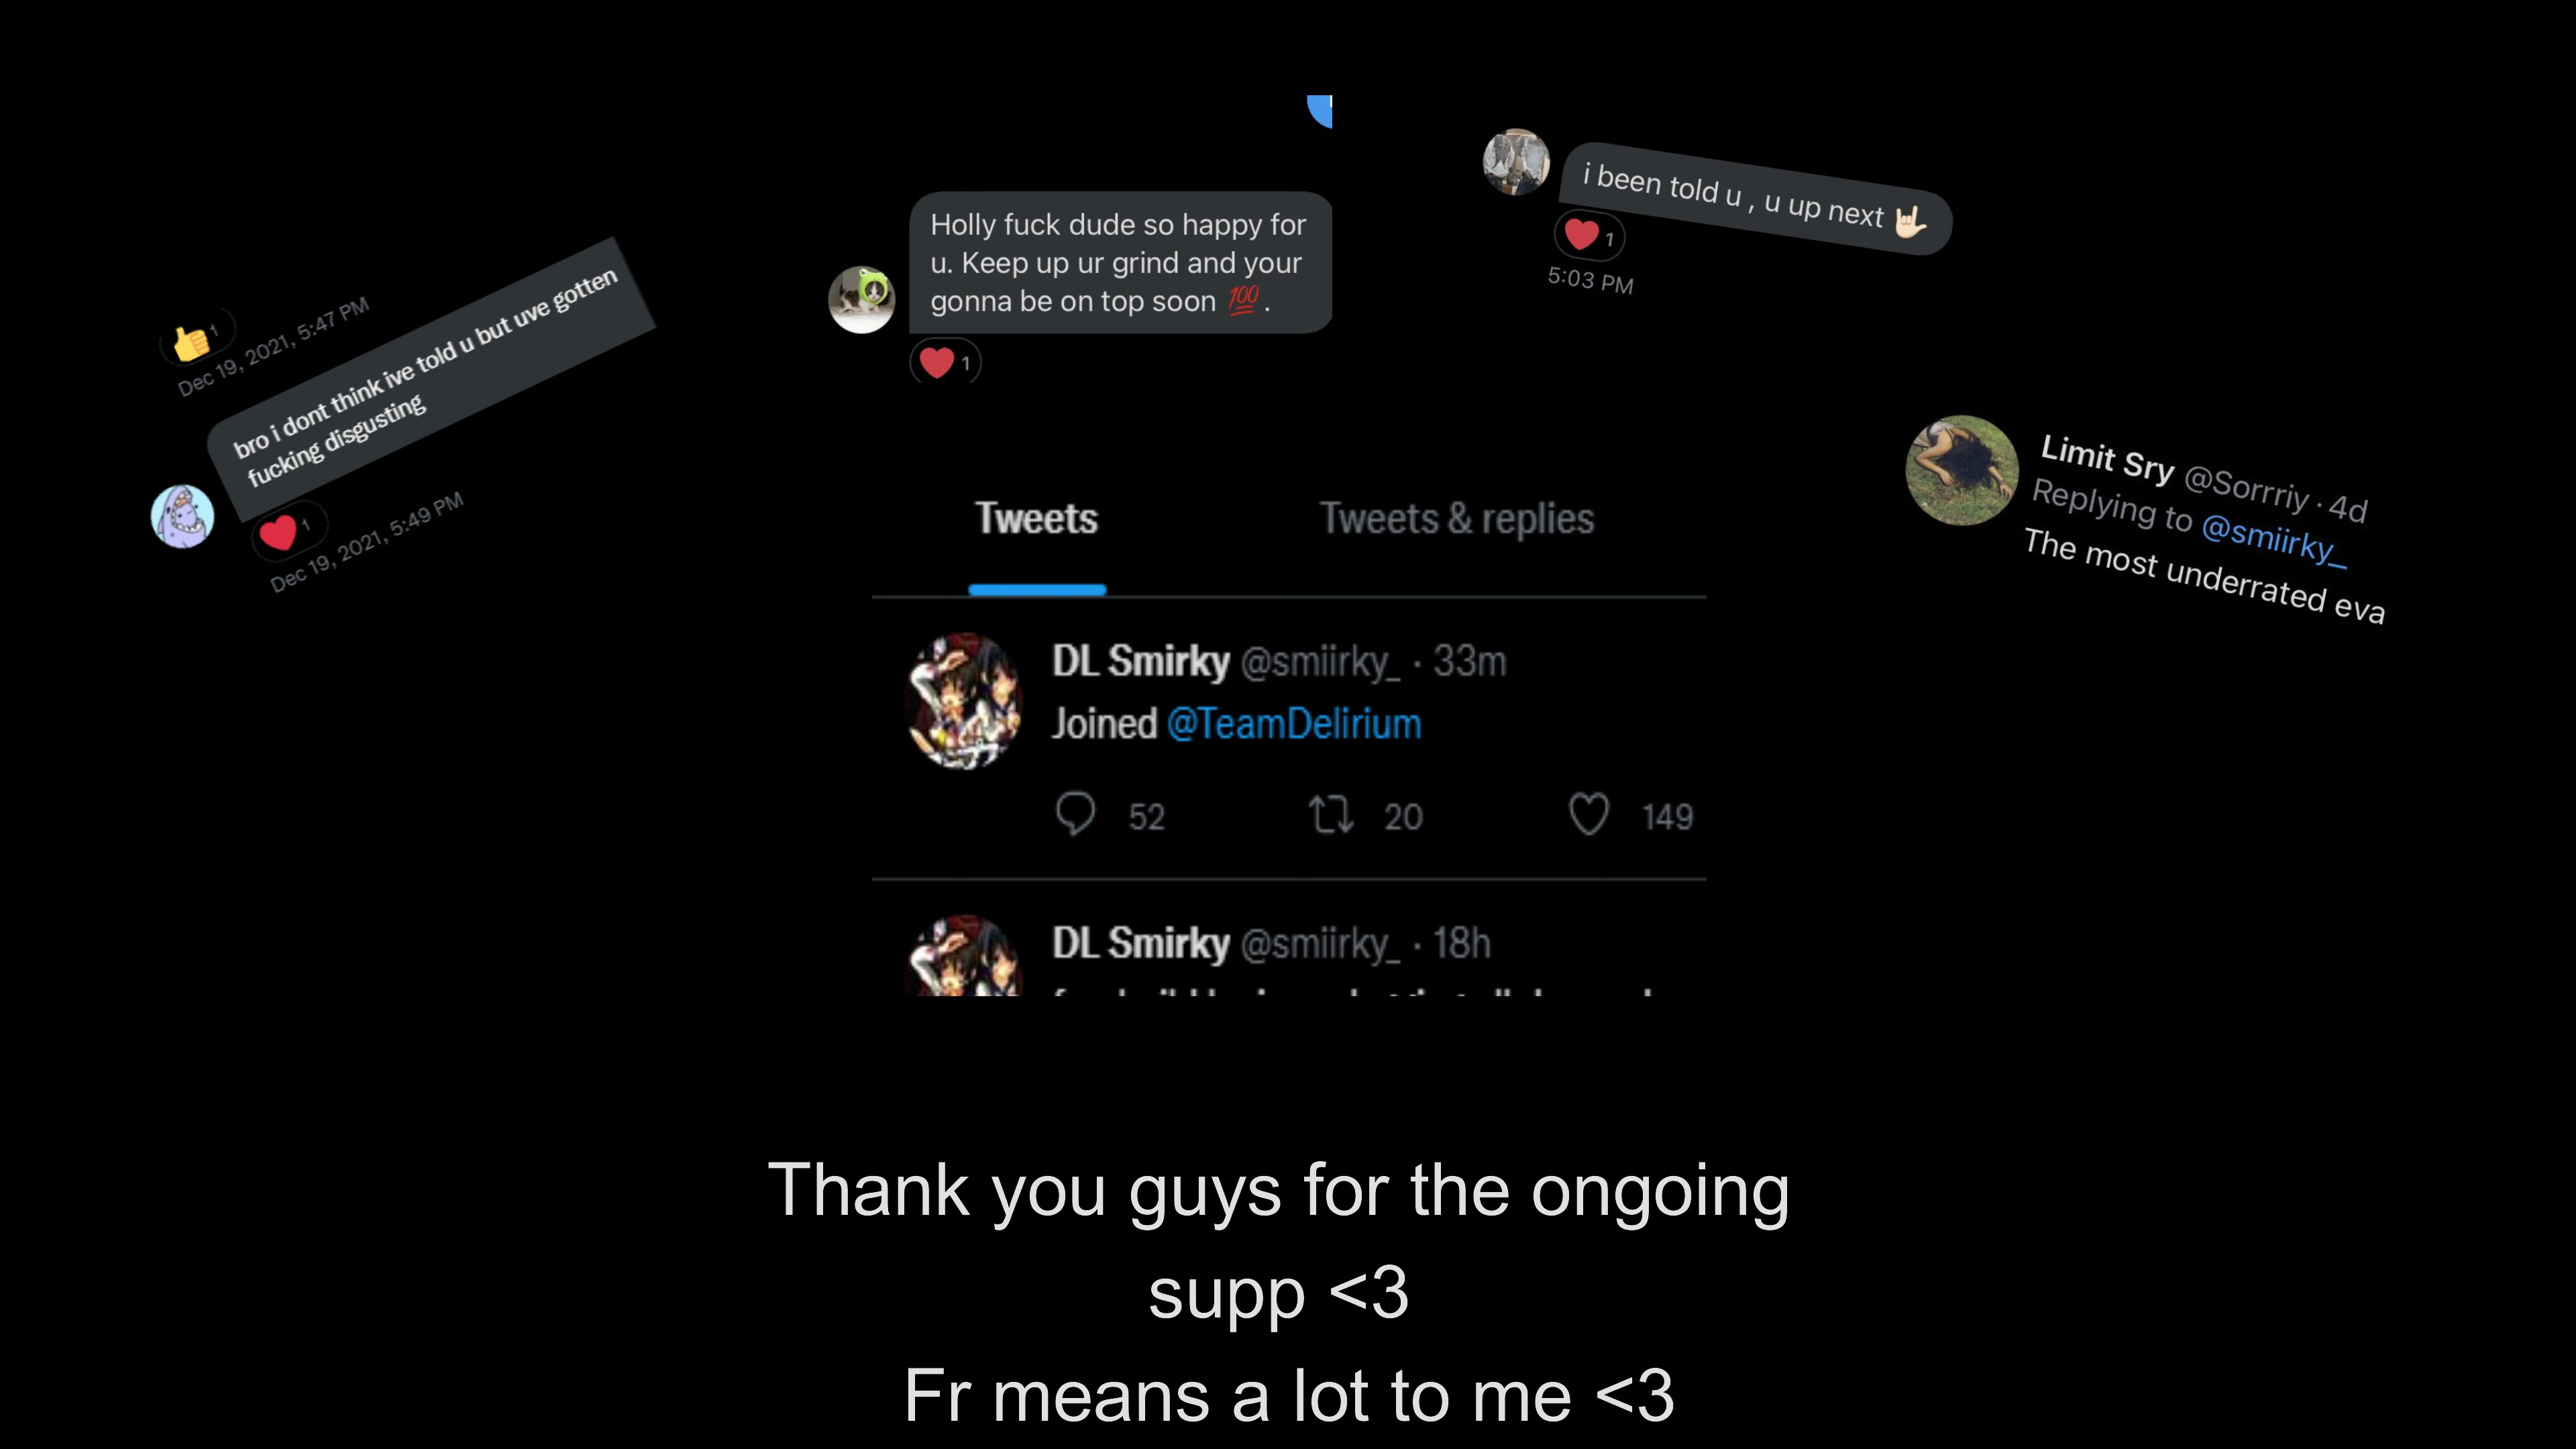 👍 1
Dec 19, 2021, 5:47 PM
bro i dont think ive told u but uve gotten
fucking disgusting
❤️ 1
Dec 19, 2021, 5:49 PM
Holly fuck dude so happy for
u. Keep up ur grind and your
gonna be on top soon 💯 .
❤️ 1
i been told u , u up next 🤟🏻
❤️ 1
5:03 PM
Limit Sry @Sorrriy · 4d
Replying to @smiirky_
The most underrated eva
Tweets Tweets & replies
DL Smirky @smiirky_ · 33m
Joined @TeamDelirium
52 20 149
DL Smirky @smiirky_ · 18h
Thank you guys for the ongoing
supp <3
Fr means a lot to me <3